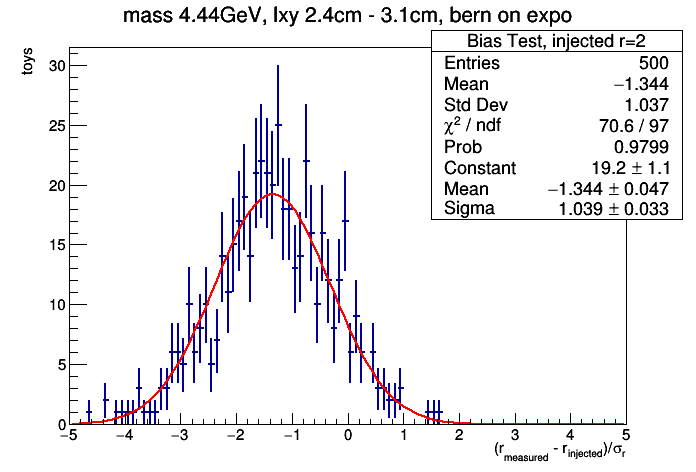 mass 4.44GeV, lxy 2.4cm - 3.1cm, bern on expo
Bias Test, injected r=2
Entries 500
Mean −1.344
Std Dev 1.037
χ² / ndf 70.6 / 97
Prob 0.9799
Constant 19.2 ± 1.1
Mean −1.344 ± 0.047
Sigma 1.039 ± 0.033
toys
30
25
20
15
10
5
0
−5 −4 −3 −2 −1 0 1 2 3 4 5
(r_measured - r_injected)/σ_r